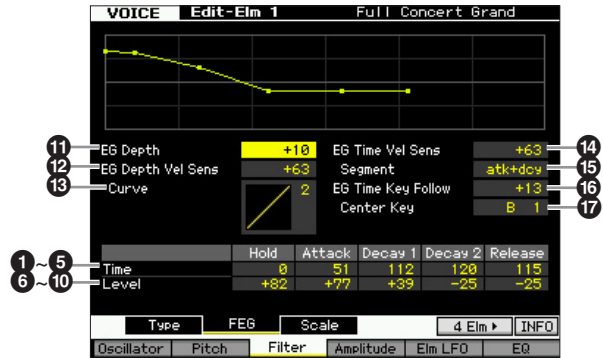 VOICE Edit-Elm 1 Full Concert Grand
11 EG Depth +10 EG Time Vel Sens +63 14
12 EG Depth Vel Sens +63 Segment atk+dcy 15
13 Curve 2 EG Time Key Follow +13 16
Center Key B 1 17
Hold Attack Decay 1 Decay 2 Release
1~5 Time 0 51 112 120 115
6~10 Level +82 +77 +39 -25 -25
Type FEG Scale 4 Elm INFO
Oscillator Pitch Filter Amplitude Elm LFO EQ